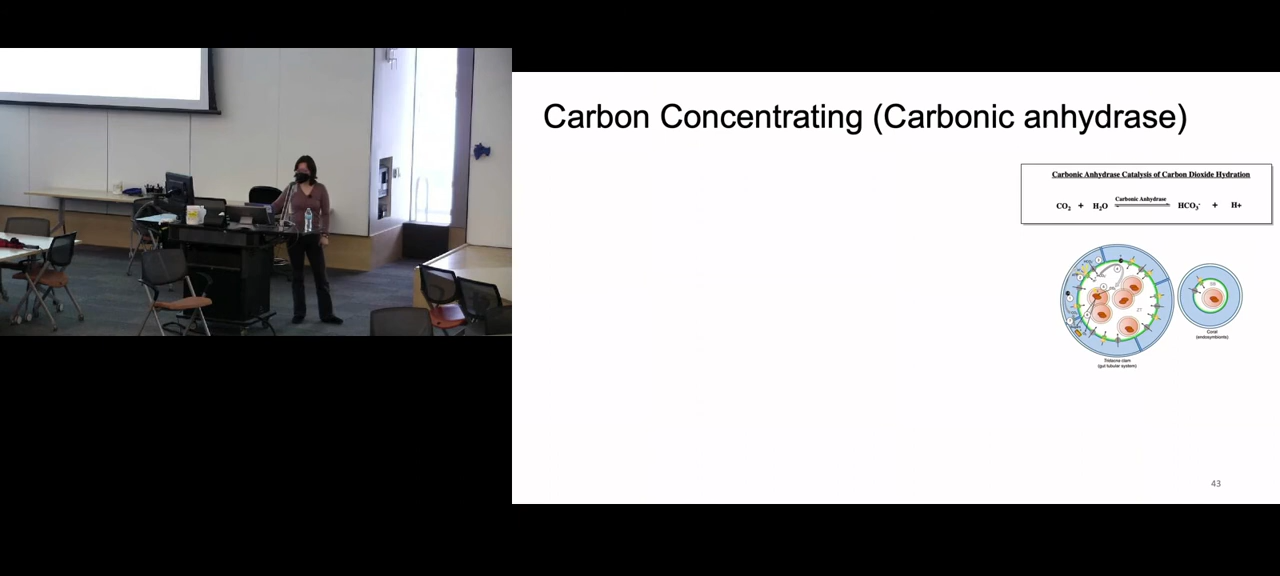 Carbon Concentrating (Carbonic anhydrase)
Carbonic Anhydrase Catalysis of Carbon Dioxide Hydration
Carbonic Anhydrase
CO₂ + H₂O HCO₃⁻ + H+
Coral
(endosymbionts)
Tridacna clam
(gut tubular system)
43